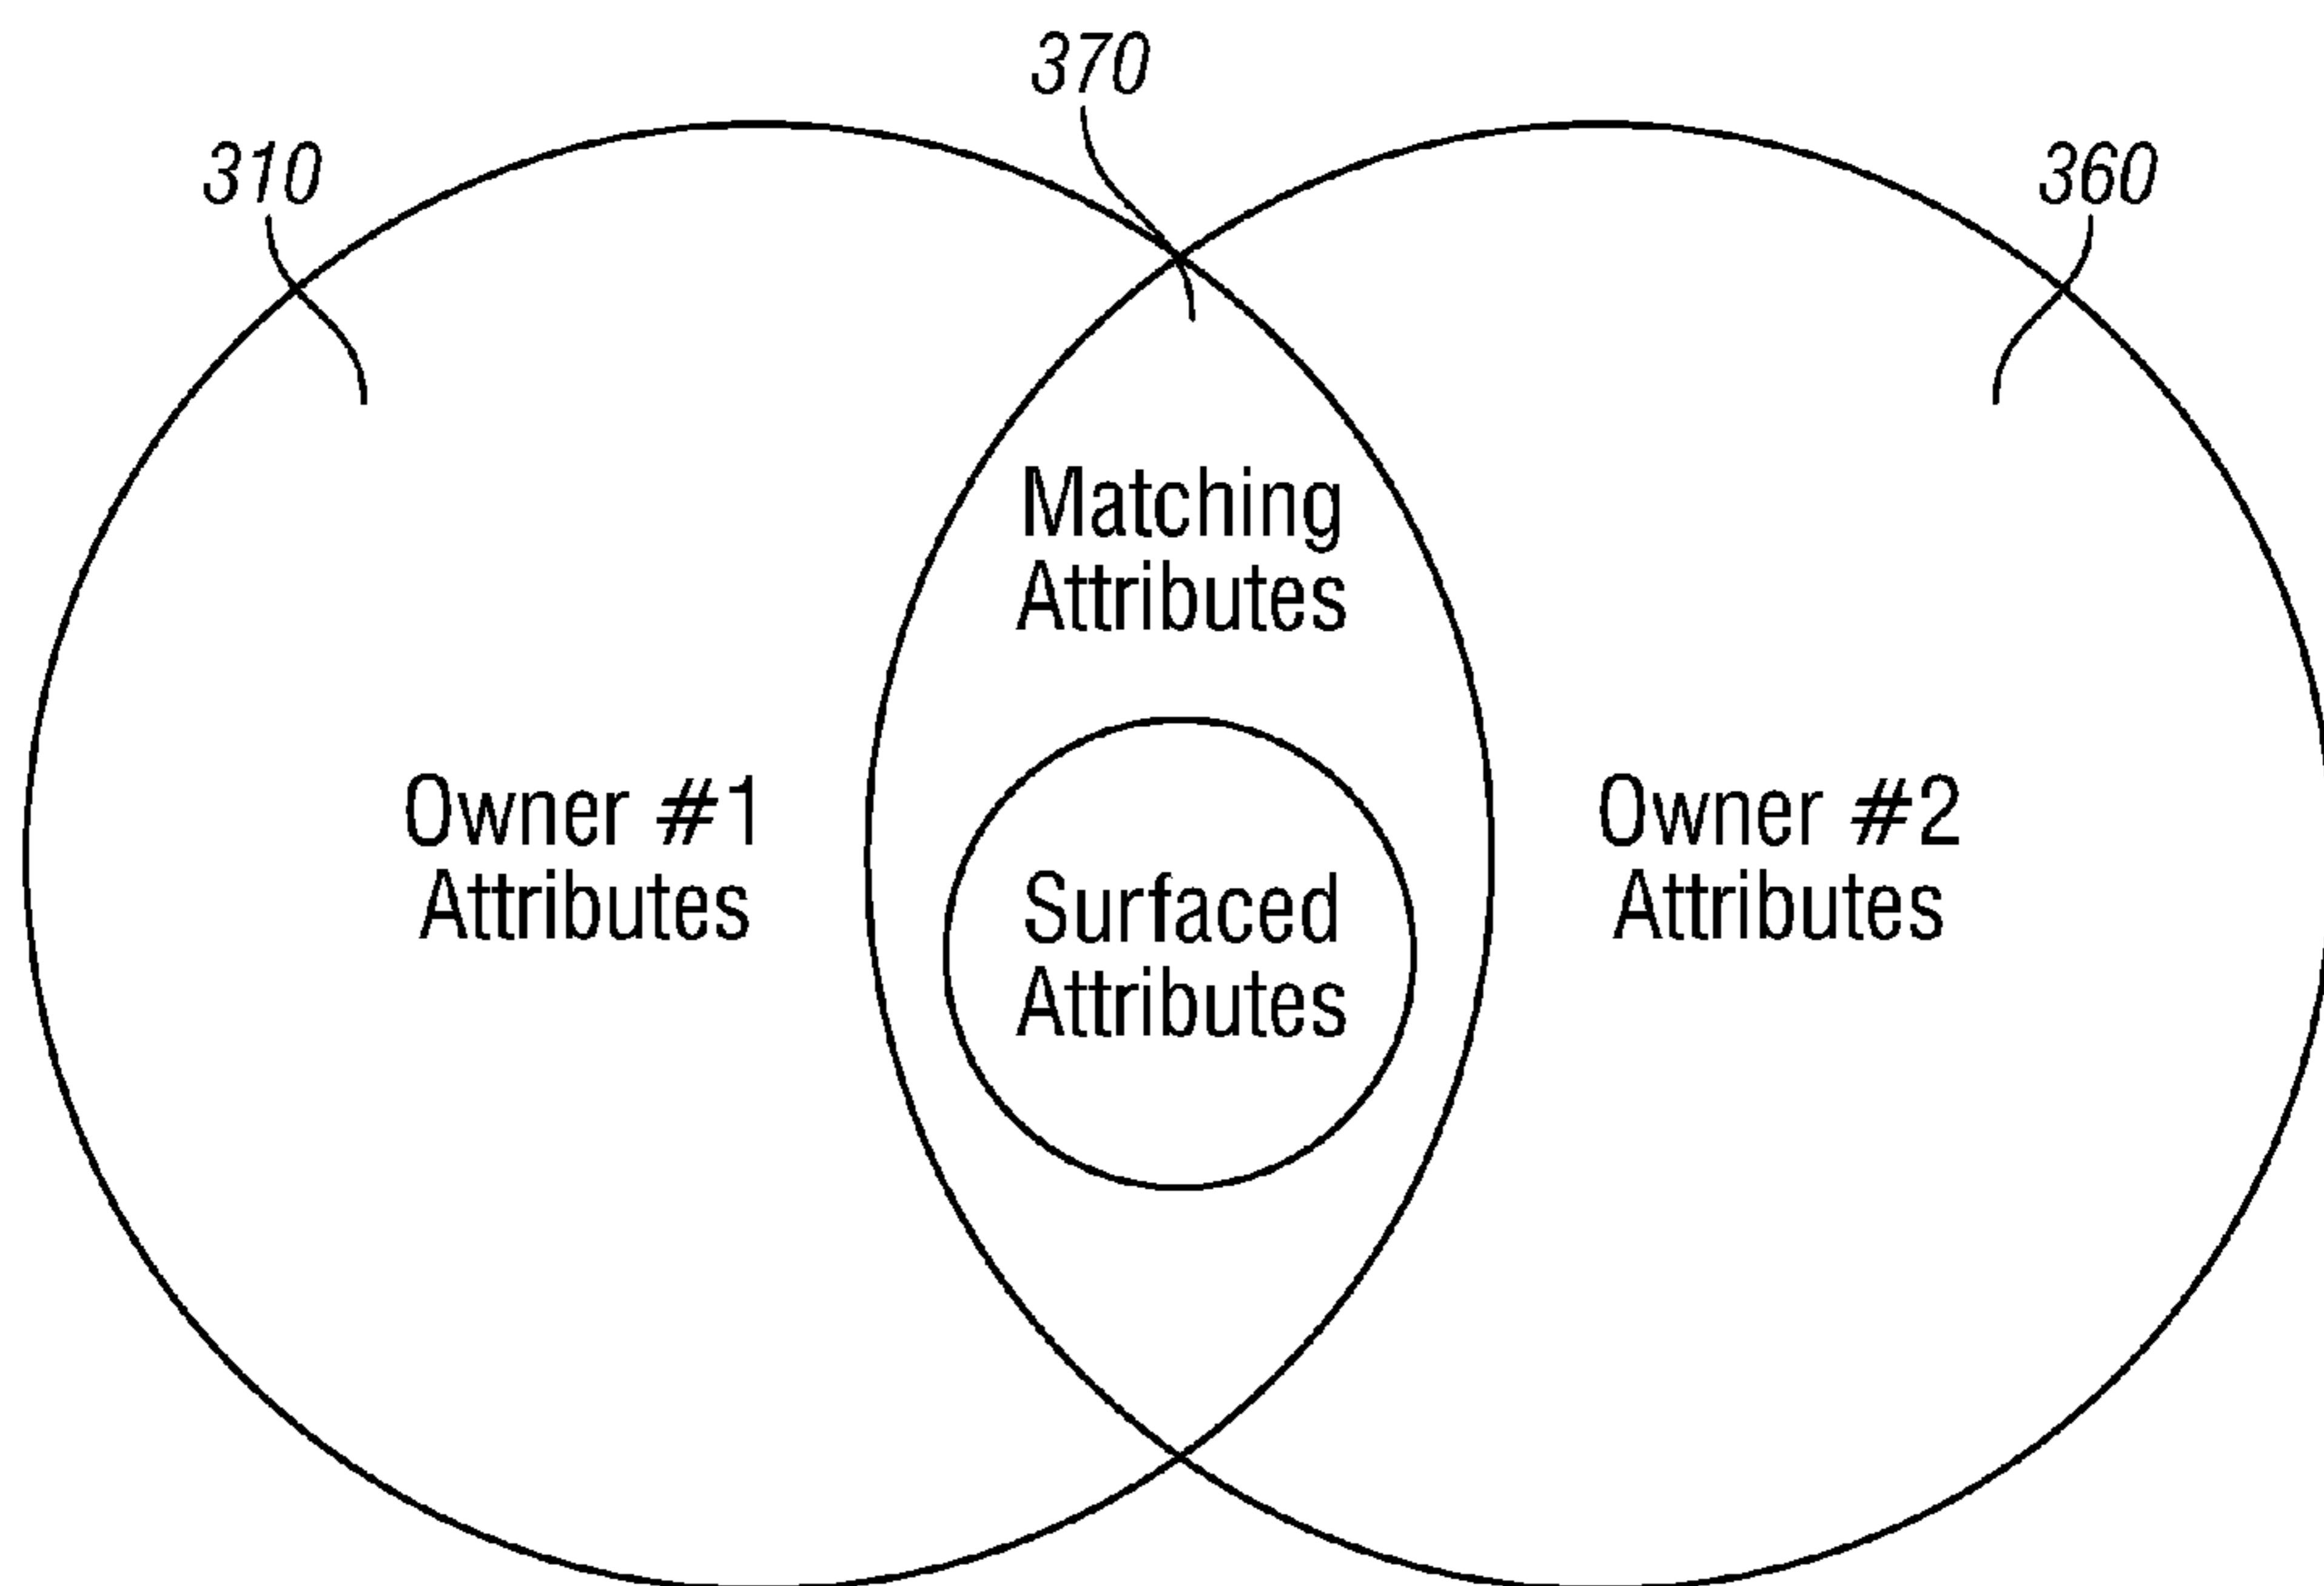 370
310
360
Matching
Attributes
Owner #1
Attributes
Surfaced
Attributes
Owner #2
Attributes